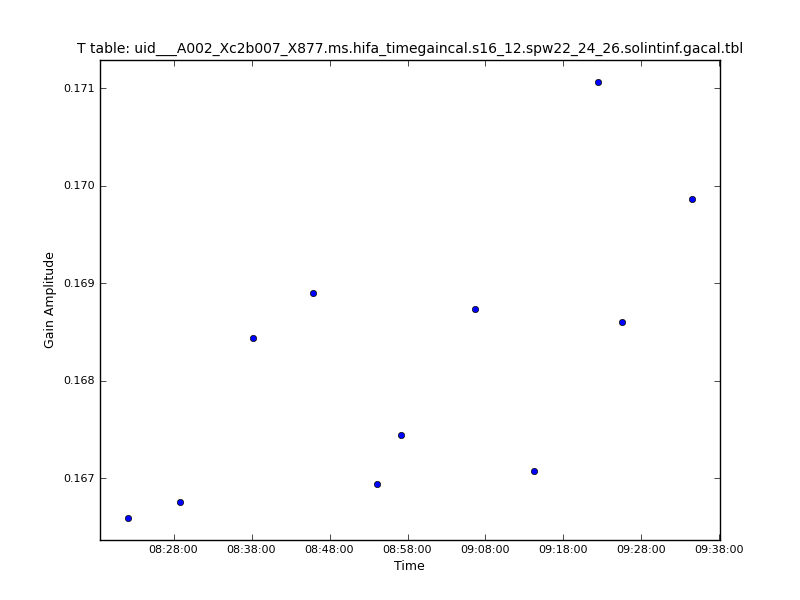 T table: uid___A002_Xc2b007_X877.ms.hifa_timegaincal.s16_12.spw22_24_26.solintinf.gacal.tbl
0.171
0.170
0.169
0.168
0.167
Gain Amplitude
08:28:00 08:38:00 08:48:00 08:58:00 09:08:00 09:18:00 09:28:00 09:38:00
Time